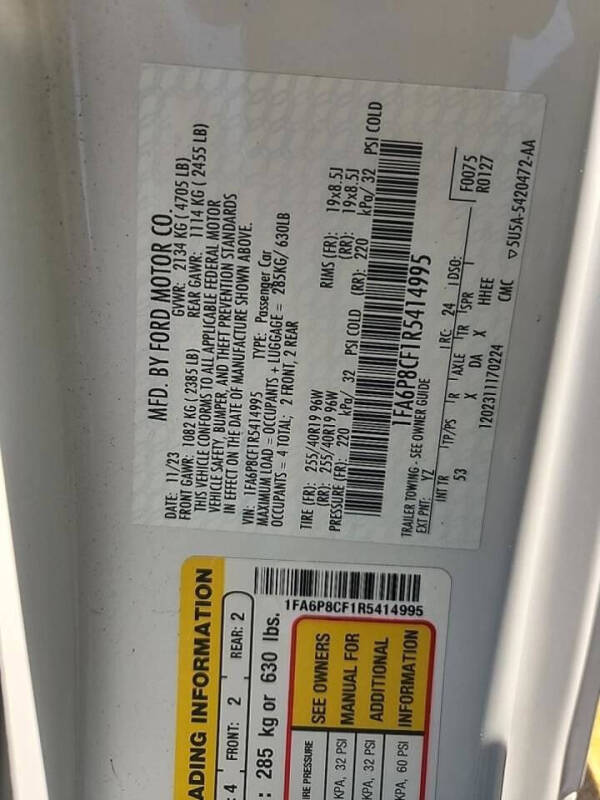 MFD. BY FORD MOTOR CO.
DATE: 11/23 GVWR: 2134 KG ( 4705 LB)
FRONT GAWR: 1082 KG ( 2385 LB) REAR GAWR: 1114 KG ( 2455 LB)
THIS VEHICLE CONFORMS TO ALL APPLICABLE FEDERAL MOTOR
VEHICLE SAFETY, BUMPER, AND THEFT PREVENTION STANDARDS
IN EFFECT ON THE DATE OF MANUFACTURE SHOWN ABOVE.
VIN: 1FA6P8CF1R5414995 TYPE: Passenger Car
MAXIMUM LOAD = OCCUPANTS + LUGGAGE = 285KG/ 630LB
OCCUPANTS = 4 TOTAL; 2 FRONT, 2 REAR
TIRE (FR): 255/40R19 96W RIMS (FR): 19x8.5J
(RR): 255/40R19 96W (RR): 19x8.5J
PRESSURE (FR): 220 kPa/ 32 PSI COLD (RR): 220 kPa/ 32 PSI COLD
1FA6P8CF1R5414995
TRAILER TOWING - SEE OWNER GUIDE
EXT PNT: YZ RC: 24 DSO: F0075
R0127
INT TR TP/PS R AXLE TR SPR
53 X DA X HHEE
12023111170224 CMC ▽5U5A-5420472-AA
ADING INFORMATION
: 4 FRONT: 2 REAR: 2
: 285 kg or 630 lbs.
1FA6P8CF1R5414995
IRE PRESSURE
KPA, 32 PSI
KPA, 32 PSI
KPA, 60 PSI
SEE OWNERS
MANUAL FOR
ADDITIONAL
INFORMATION